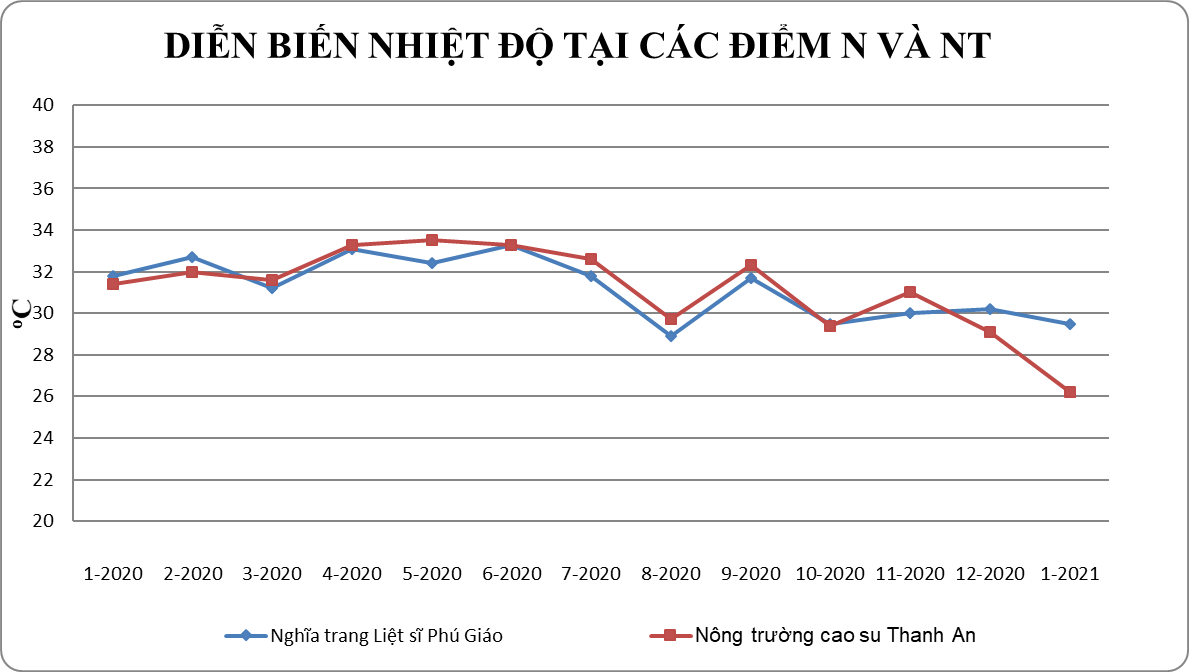 DIỄN BIẾN NHIỆT ĐỘ TẠI CÁC ĐIỂM N VÀ NT
40
38
36
34
32
30
28
26
24
22
20
ºC
1-2020 2-2020 3-2020 4-2020 5-2020 6-2020 7-2020 8-2020 9-2020 10-2020 11-2020 12-2020 1-2021
Nghĩa trang Liệt sĩ Phú Giáo Nông trường cao su Thanh An